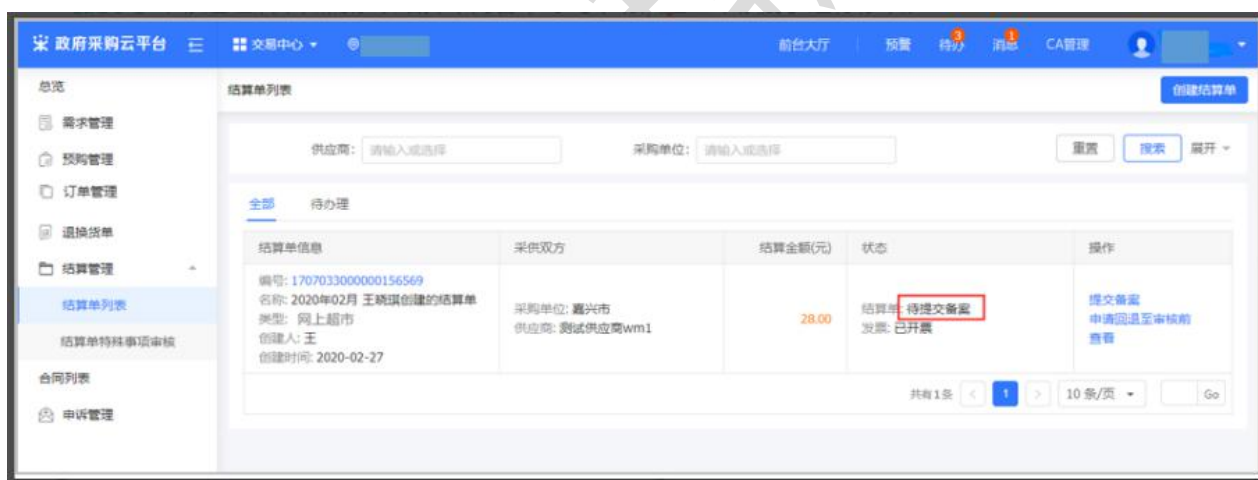 政府采购云平台
交易中心
前台大厅
预警
待办
3
消息
1
CA管理
总览
需求管理
预购管理
订单管理
退换货单
结算管理
结算单列表
结算单特殊事项审核
合同列表
申诉管理
结算单列表
创建结算单
供应商: 请输入或选择
采购单位: 请输入或选择
重置
搜索
展开
全部
待办理
结算单信息
采供双方
结算金额(元)
状态
操作
编号: 1707033000000156569
名称: 2020年02月 王晓琪创建的结算单
类型: 网上超市
创建人: 王
创建时间: 2020-02-27
采购单位: 嘉兴市
供应商: 测试供应商wm1
28.00
结算单: 待提交备案
发票: 已开票
提交备案
申请回退至审核前
查看
共有1条
1
10 条/页
Go